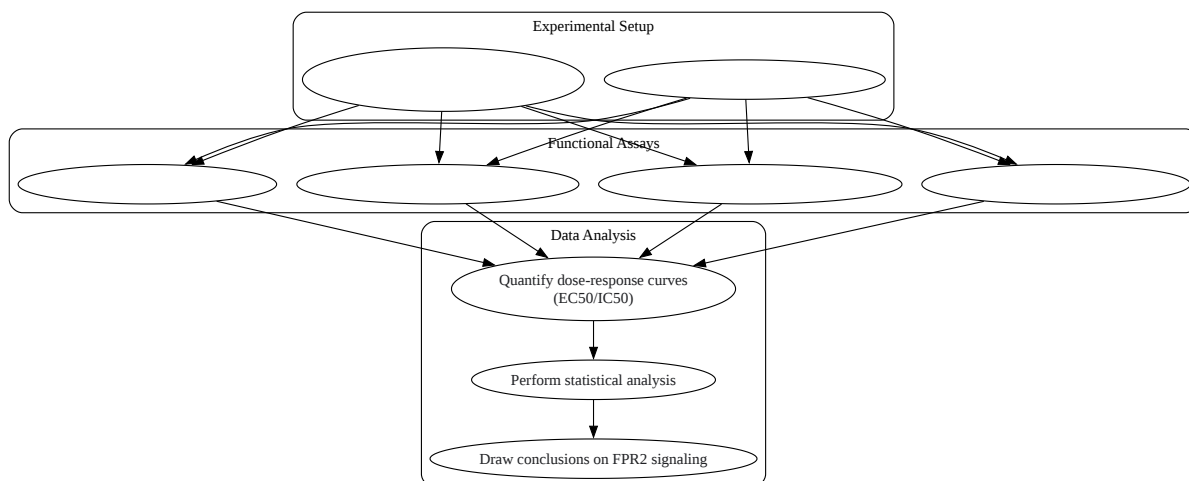 Experimental Setup
Functional Assays
Data Analysis
Quantify dose-response curves
(EC50/IC50)
Perform statistical analysis
Draw conclusions on FPR2 signaling